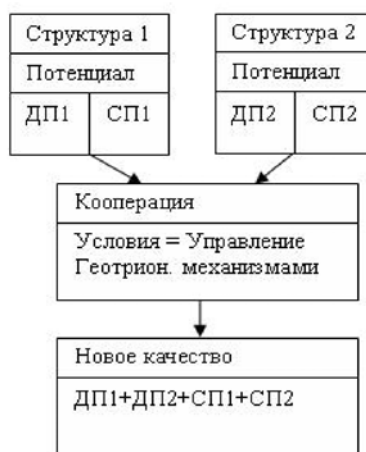 Структура 1
Потенциал
ДП1 СП1
Структура 2
Потенциал
ДП2 СП2
Кооперация
Условия = Управление
Геотрион. механизмами
Новое качество
ДП1+ДП2+СП1+СП2